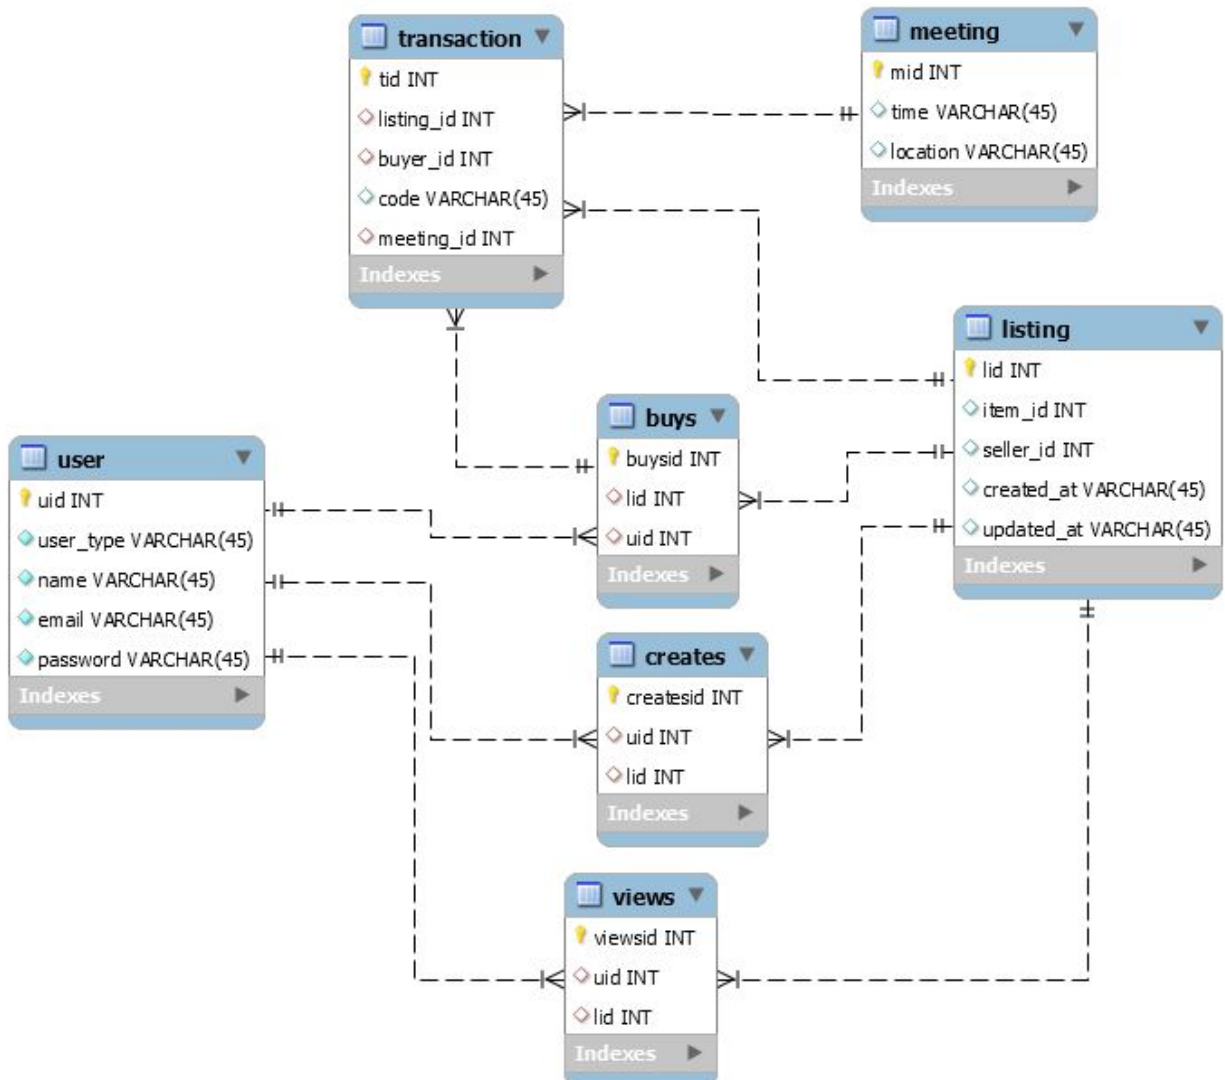 transaction
tid INT
listing_id INT
buyer_id INT
code VARCHAR(45)
meeting_id INT
Indexes
meeting
mid INT
time VARCHAR(45)
location VARCHAR(45)
Indexes
listing
lid INT
item_id INT
seller_id INT
created_at VARCHAR(45)
updated_at VARCHAR(45)
Indexes
buys
buysid INT
lid INT
uid INT
Indexes
user
uid INT
user_type VARCHAR(45)
name VARCHAR(45)
email VARCHAR(45)
password VARCHAR(45)
Indexes
creates
createsid INT
uid INT
lid INT
Indexes
views
viewsid INT
uid INT
lid INT
Indexes